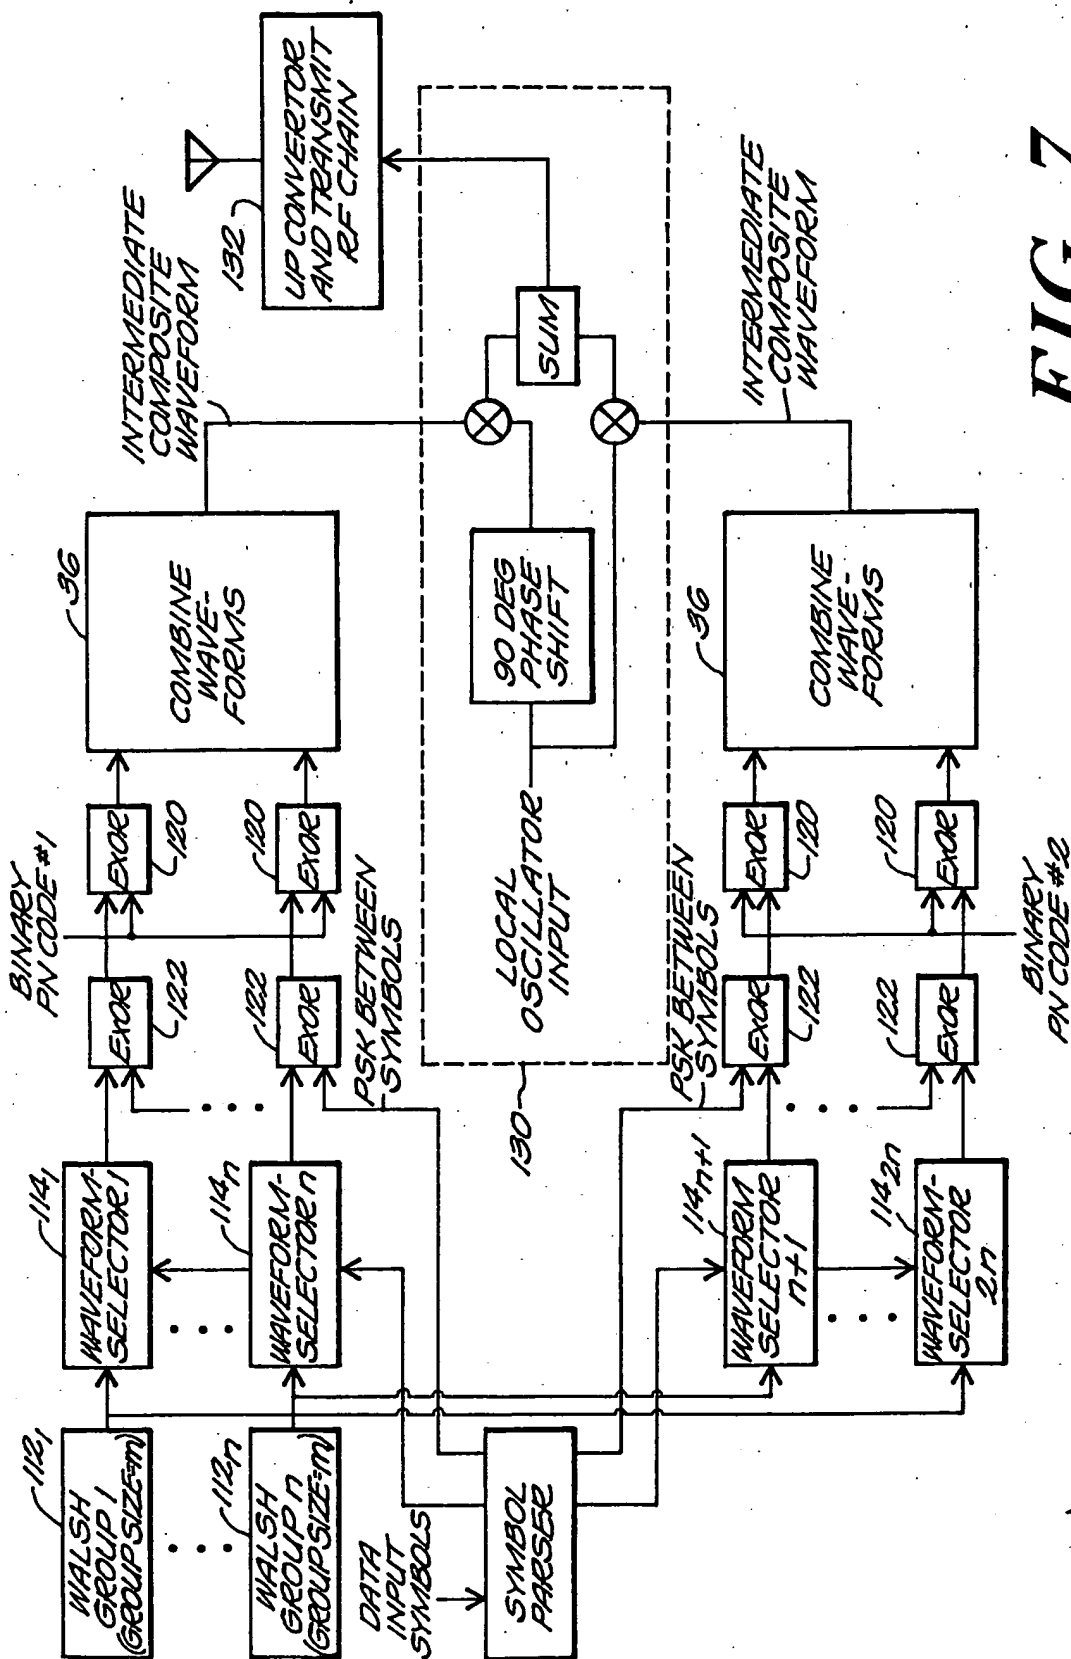 WALSH
GROUP 1
(GROUP SIZE=m)
112₁
WALSH
GROUP n
(GROUP SIZE=m)
112n
DATA
INPUT
SYMBOLS
SYMBOL
PARSER
WAVEFORM-
SELECTOR 1
114₁
WAVEFORM-
SELECTOR n
114n
WAVEFORM
SELECTOR
n+1
114n+1
WAVEFORM-
SELECTOR
2n
1142n
EXOR
122
EXOR
122
PSK BETWEEN
SYMBOLS
BINARY
PN CODE #1
EXOR
120
EXOR
120
COMBINE
WAVE-
FORMS
36
INTERMEDIATE
COMPOSITE
WAVEFORM
130
LOCAL
OSCILLATOR
INPUT
90 DEG
PHASE
SHIFT
SUM
UP CONVERTOR
AND TRANSMIT
RF CHAIN
132
PSK BETWEEN
SYMBOLS
EXOR
122
EXOR
122
BINARY
PN CODE #2
EXOR
120
EXOR
120
COMBINE
WAVE-
FORMS
36
INTERMEDIATE
COMPOSITE
WAVEFORM
FIG 7